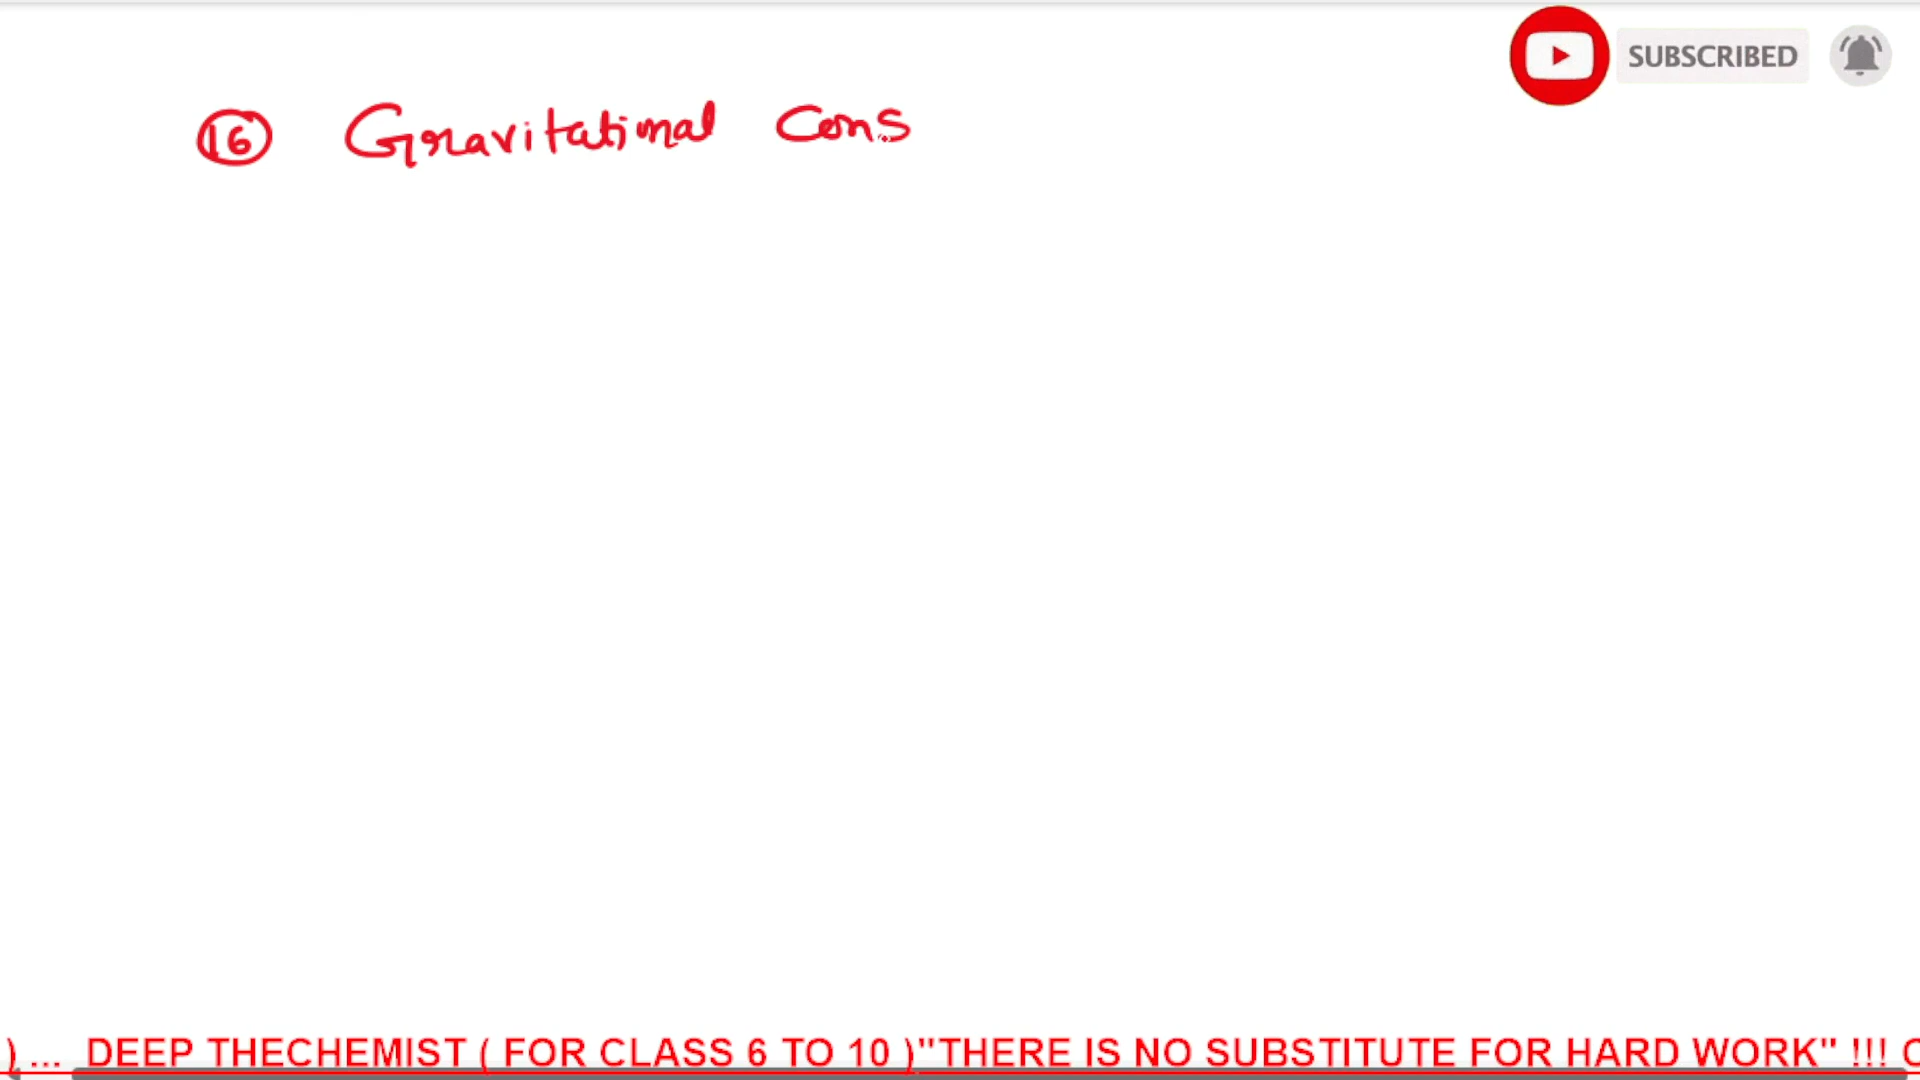 SUBSCRIBED
16 Gravitational Cons
) ... DEEP THECHEMIST ( FOR CLASS 6 TO 10 )"THERE IS NO SUBSTITUTE FOR HARD WORK" !!! C